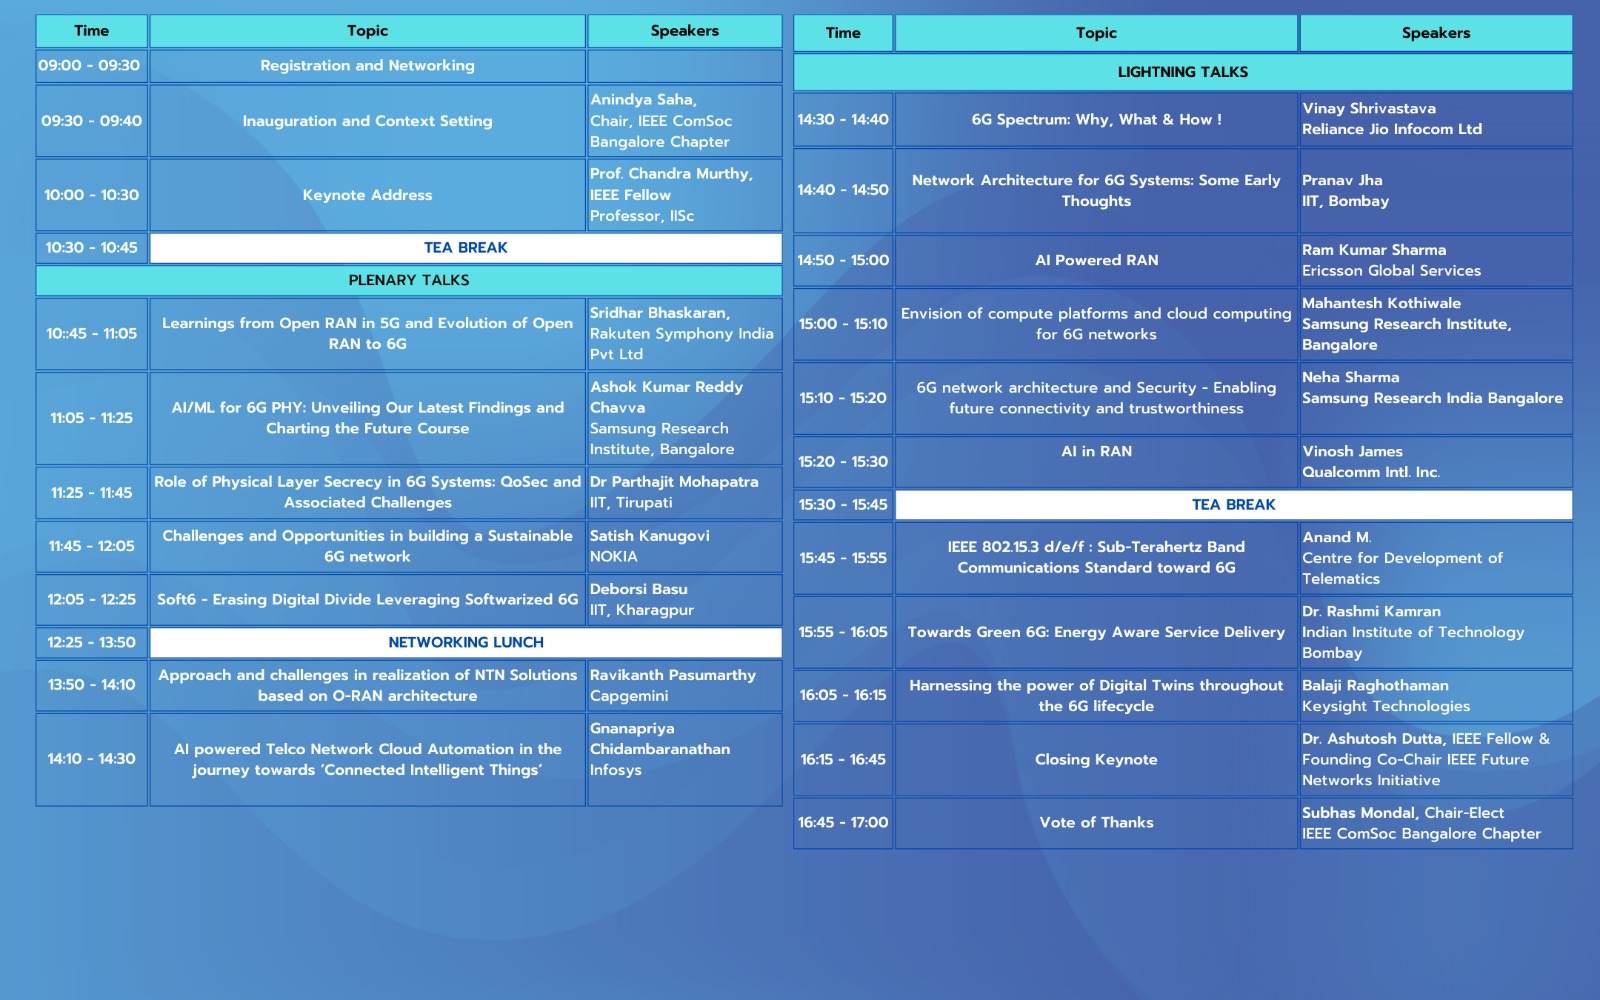 Time Topic Speakers
09:00 - 09:30 Registration and Networking
09:30 - 09:40 Inauguration and Context Setting Anindya Saha,
Chair, IEEE ComSoc
Bangalore Chapter
10:00 - 10:30 Keynote Address Prof. Chandra Murthy,
IEEE Fellow
Professor, IISc
10:30 - 10:45 TEA BREAK
PLENARY TALKS
10::45 - 11:05 Learnings from Open RAN in 5G and Evolution of Open
RAN to 6G
Sridhar Bhaskaran,
Rakuten Symphony India
Pvt Ltd
11:05 - 11:25 AI/ML for 6G PHY: Unveiling Our Latest Findings and
Charting the Future Course
Ashok Kumar Reddy
Chavva
Samsung Research
Institute, Bangalore
11:25 - 11:45 Role of Physical Layer Secrecy in 6G Systems: QoSec and
Associated Challenges
Dr Parthajit Mohapatra
IIT, Tirupati
11:45 - 12:05 Challenges and Opportunities in building a Sustainable
6G network
Satish Kanugovi
NOKIA
12:05 - 12:25 Soft6 - Erasing Digital Divide Leveraging Softwarized 6G
Deborsi Basu
IIT, Kharagpur
12:25 - 13:50 NETWORKING LUNCH
13:50 - 14:10 Approach and challenges in realization of NTN Solutions
based on O-RAN architecture
Ravikanth Pasumarthy
Capgemini
14:10 - 14:30 AI powered Telco Network Cloud Automation in the
journey towards ‘Connected Intelligent Things’
Gnanapriya
Chidambaranathan
Infosys
Time Topic Speakers
LIGHTNING TALKS
14:30 - 14:40 6G Spectrum: Why, What & How !
Vinay Shrivastava
Reliance Jio Infocom Ltd
14:40 - 14:50 Network Architecture for 6G Systems: Some Early
Thoughts
Pranav Jha
IIT, Bombay
14:50 - 15:00 AI Powered RAN
Ram Kumar Sharma
Ericsson Global Services
15:00 - 15:10 Envision of compute platforms and cloud computing
for 6G networks
Mahantesh Kothiwale
Samsung Research Institute,
Bangalore
15:10 - 15:20 6G network architecture and Security - Enabling
future connectivity and trustworthiness
Neha Sharma
Samsung Research India Bangalore
15:20 - 15:30 AI in RAN
Vinosh James
Qualcomm Intl. Inc.
15:30 - 15:45 TEA BREAK
15:45 - 15:55 IEEE 802.15.3 d/e/f : Sub-Terahertz Band
Communications Standard toward 6G
Anand M.
Centre for Development of
Telematics
15:55 - 16:05 Towards Green 6G: Energy Aware Service Delivery
Dr. Rashmi Kamran
Indian Institute of Technology
Bombay
16:05 - 16:15 Harnessing the power of Digital Twins throughout
the 6G lifecycle
Balaji Raghothaman
Keysight Technologies
16:15 - 16:45 Closing Keynote
Dr. Ashutosh Dutta, IEEE Fellow &
Founding Co-Chair IEEE Future
Networks Initiative
16:45 - 17:00 Vote of Thanks
Subhas Mondal, Chair-Elect
IEEE ComSoc Bangalore Chapter